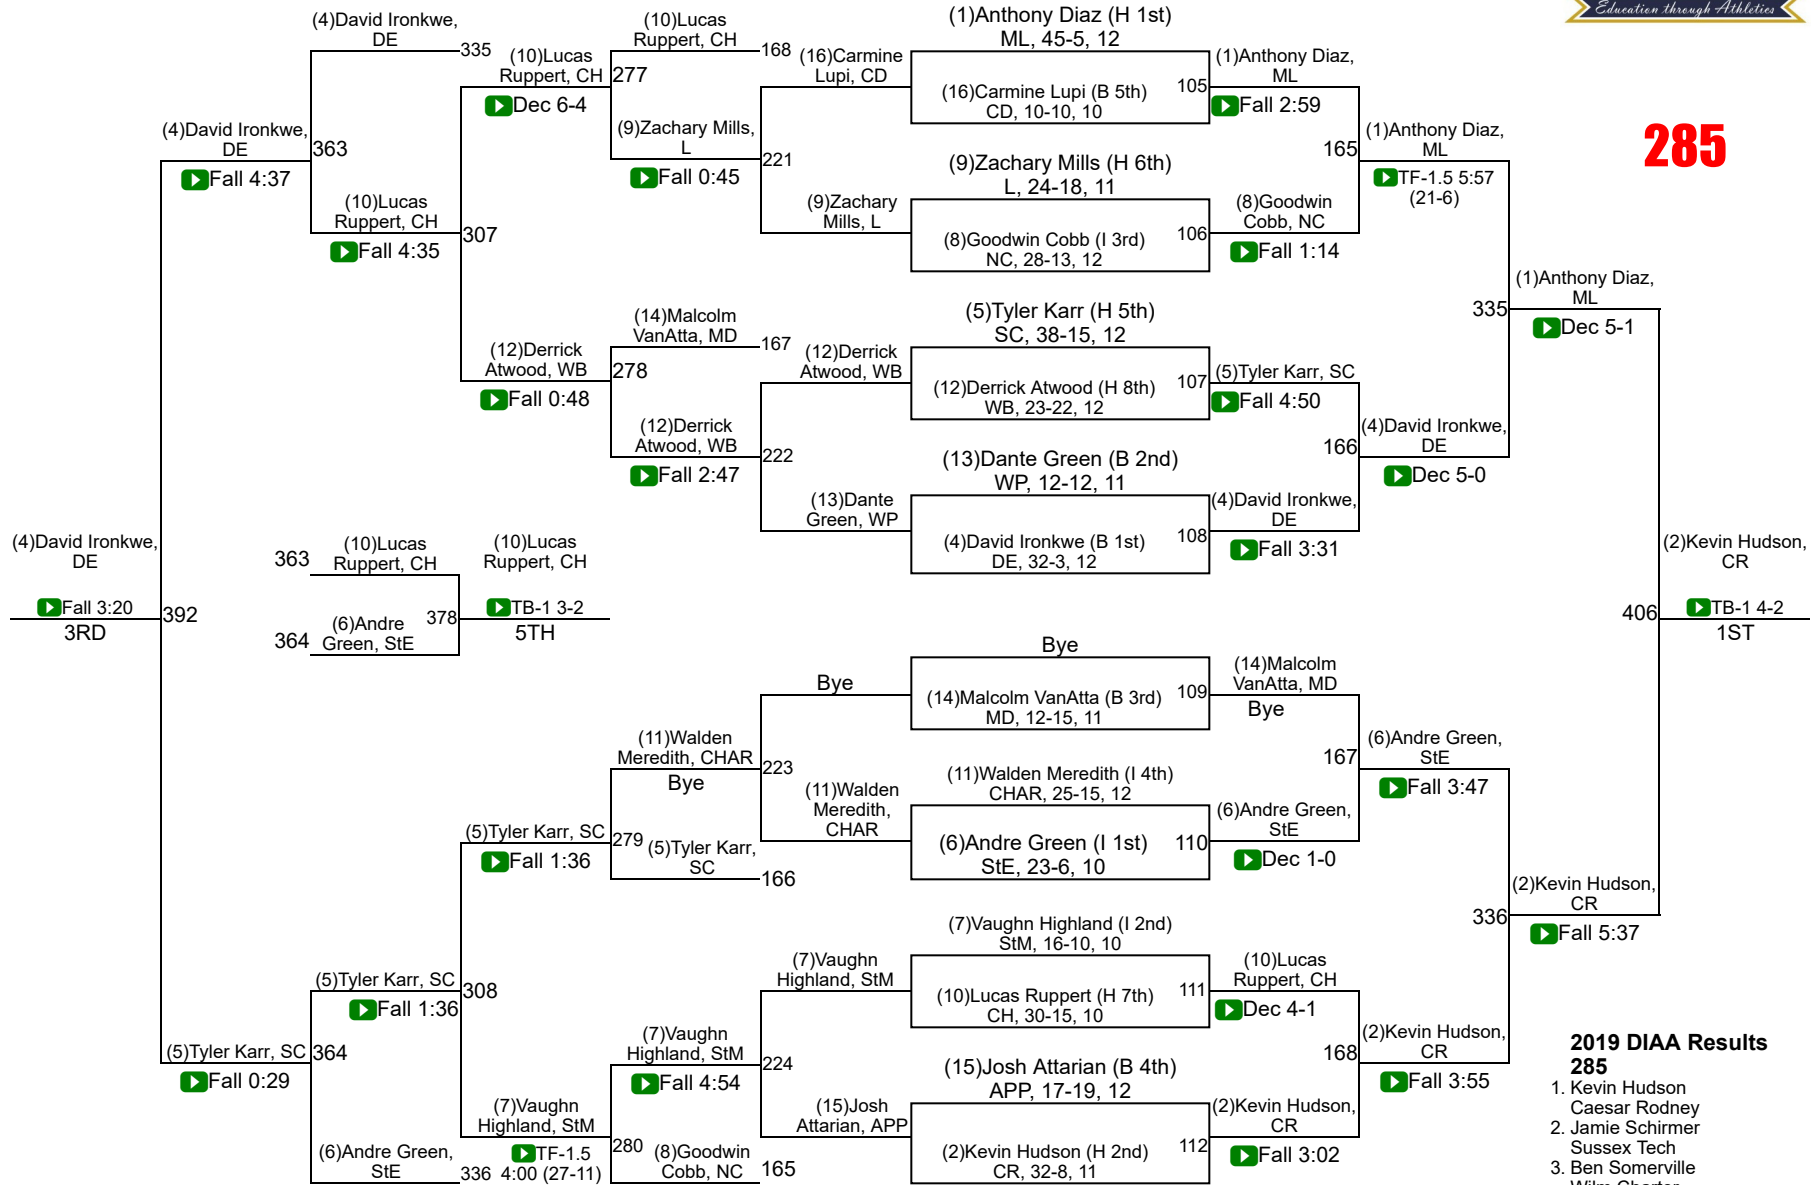 Education through Athletics
285
(4)David Ironkwe,
DE
335
(10)Lucas
Ruppert, CH
Dec 6-4
277
(10)Lucas
Ruppert, CH
168
(9)Zachary Mills,
L
Fall 0:45
221
(16)Carmine
Lupi, CD
(9)Zachary
Mills, L
(1)Anthony Diaz (H 1st)
ML, 45-5, 12
(16)Carmine Lupi (B 5th)
CD, 10-10, 10
105
(9)Zachary Mills (H 6th)
L, 24-18, 11
(8)Goodwin Cobb (I 3rd)
NC, 28-13, 12
106
(1)Anthony Diaz,
ML
Fall 2:59
(8)Goodwin
Cobb, NC
Fall 1:14
165
(1)Anthony Diaz,
ML
TF-1.5 5:57
(21-6)
(4)David Ironkwe,
DE
Fall 4:37
363
(10)Lucas
Ruppert, CH
Fall 4:35
307
(12)Derrick
Atwood, WB
Fall 0:48
278
(14)Malcolm
VanAtta, MD
167
(12)Derrick
Atwood, WB
Fall 2:47
222
(12)Derrick
Atwood, WB
(13)Dante
Green, WP
(5)Tyler Karr (H 5th)
SC, 38-15, 12
(12)Derrick Atwood (H 8th)
WB, 23-22, 12
107
(13)Dante Green (B 2nd)
WP, 12-12, 11
(4)David Ironkwe (B 1st)
DE, 32-3, 12
108
(5)Tyler Karr, SC
Fall 4:50
(4)David Ironkwe,
DE
Fall 3:31
166
(4)David Ironkwe,
DE
Dec 5-0
335
(1)Anthony Diaz,
ML
Dec 5-1
(4)David Ironkwe,
DE
Fall 3:20
3RD
392
363
(10)Lucas
Ruppert, CH
364
(6)Andre
Green, StE
378
(10)Lucas
Ruppert, CH
TB-1 3-2
5TH
406
(2)Kevin Hudson,
CR
TB-1 4-2
1ST
Bye
(14)Malcolm VanAtta (B 3rd)
MD, 12-15, 11
109
(11)Walden Meredith (I 4th)
CHAR, 25-15, 12
(6)Andre Green (I 1st)
StE, 23-6, 10
110
(14)Malcolm
VanAtta, MD
Bye
(6)Andre Green,
StE
Dec 1-0
167
(6)Andre Green,
StE
Fall 3:47
Bye
(11)Walden
Meredith,
CHAR
223
(11)Walden
Meredith, CHAR
Bye
279
(5)Tyler Karr,
SC
166
(5)Tyler Karr, SC
Fall 1:36
308
(5)Tyler Karr, SC
Fall 1:36
364
(5)Tyler Karr, SC
Fall 0:29
(6)Andre Green,
StE
336
(7)Vaughn
Highland, StM
TF-1.5
4:00 (27-11)
280
(7)Vaughn
Highland, StM
Fall 4:54
(8)Goodwin
Cobb, NC
165
224
(7)Vaughn
Highland, StM
(15)Josh
Attarian, APP
(7)Vaughn Highland (I 2nd)
StM, 16-10, 10
(10)Lucas Ruppert (H 7th)
CH, 30-15, 10
111
(15)Josh Attarian (B 4th)
APP, 17-19, 12
(2)Kevin Hudson (H 2nd)
CR, 32-8, 11
112
(10)Lucas
Ruppert, CH
Dec 4-1
(2)Kevin Hudson,
CR
Fall 3:02
168
(2)Kevin Hudson,
CR
Fall 3:55
336
(2)Kevin Hudson,
CR
Fall 5:37
2019 DIAA Results
285
1. Kevin Hudson
Caesar Rodney
2. Jamie Schirmer
Sussex Tech
3. Ben Somerville
Wilm Charter